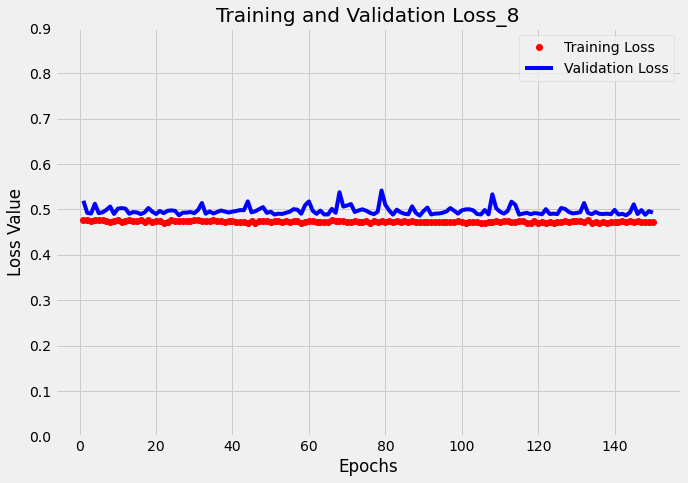 Training and Validation Loss_8
Training Loss
Validation Loss
Loss Value
0.9
0.8
0.7
0.6
0.5
0.4
0.3
0.2
0.1
0.0
0 20 40 60 80 100 120 140
Epochs